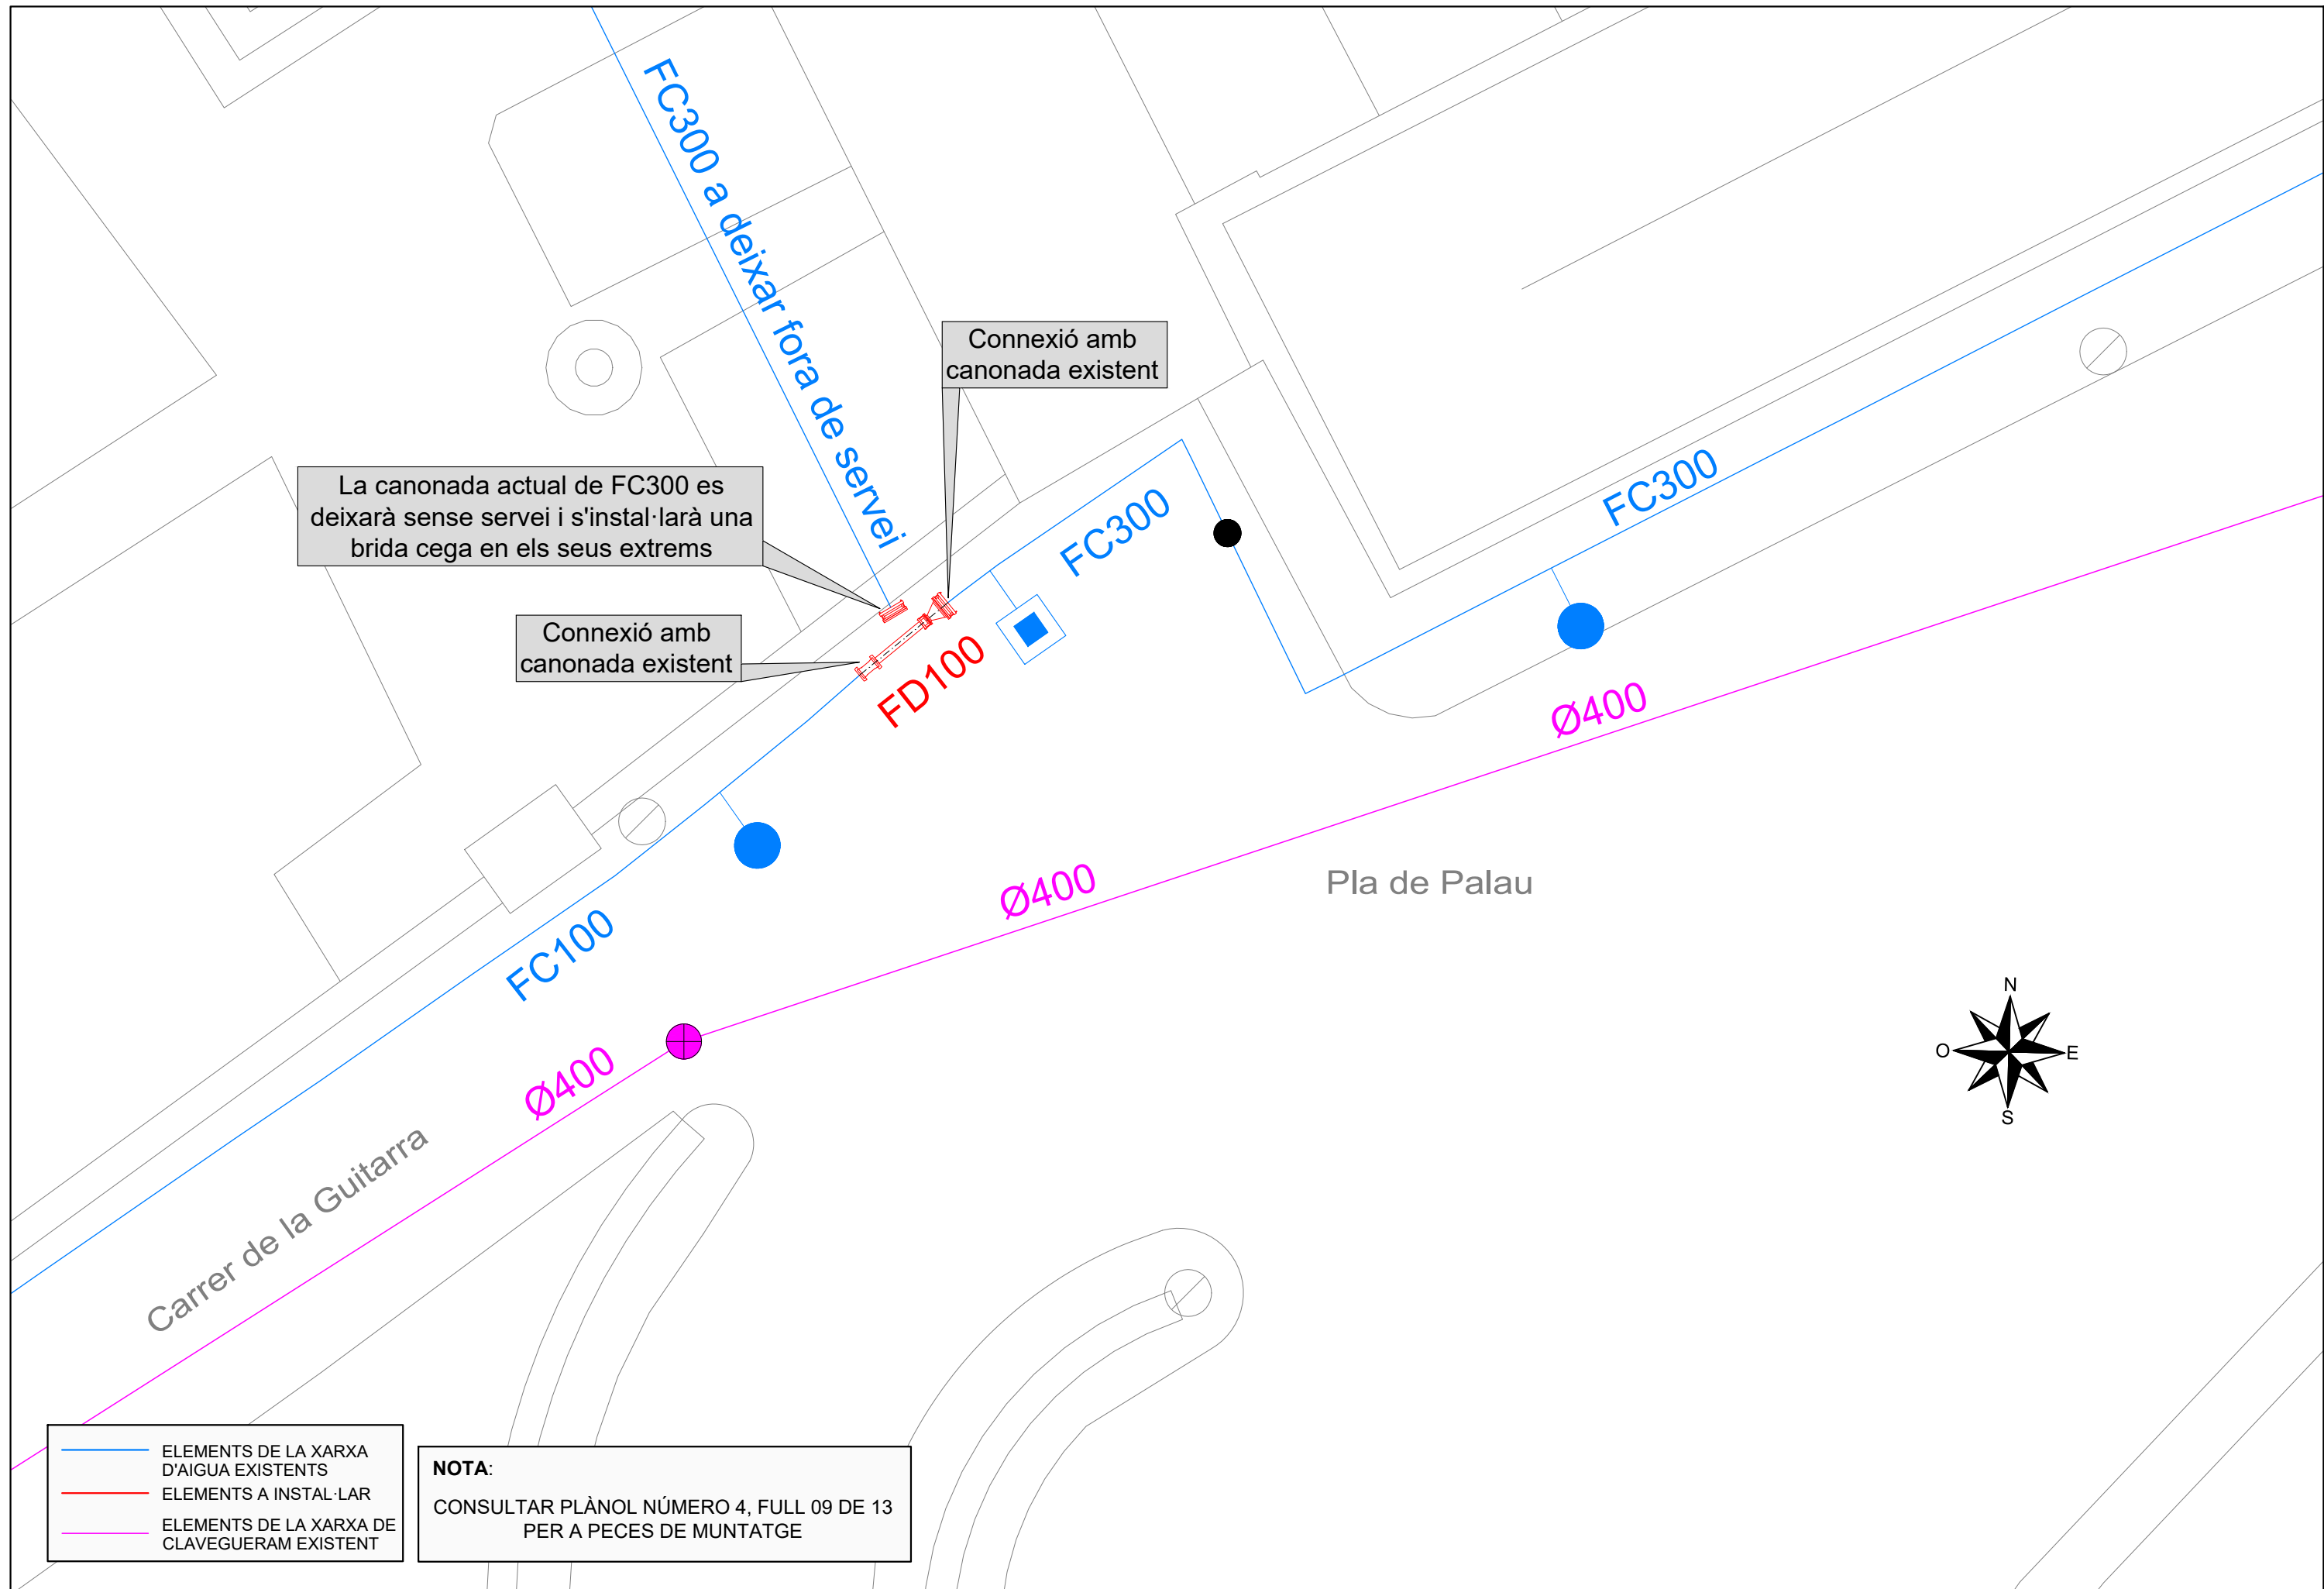 FC300 a deixar fora de servei
Connexió amb
canonada existent
La canonada actual de FC300 es
deixarà sense servei i s'instal·larà una
brida cega en els seus extrems
FC300
FC300
Connexió amb
canonada existent
FD100
Ø400
Ø400
Pla de Palau
FC100
Ø400
N
O
E
S
Carrer de la Guitarra
ELEMENTS DE LA XARXA
D'AIGUA EXISTENTS
ELEMENTS A INSTAL·LAR
ELEMENTS DE LA XARXA DE
CLAVEGUERAM EXISTENT
NOTA:
CONSULTAR PLÀNOL NÚMERO 4, FULL 09 DE 13
PER A PECES DE MUNTATGE